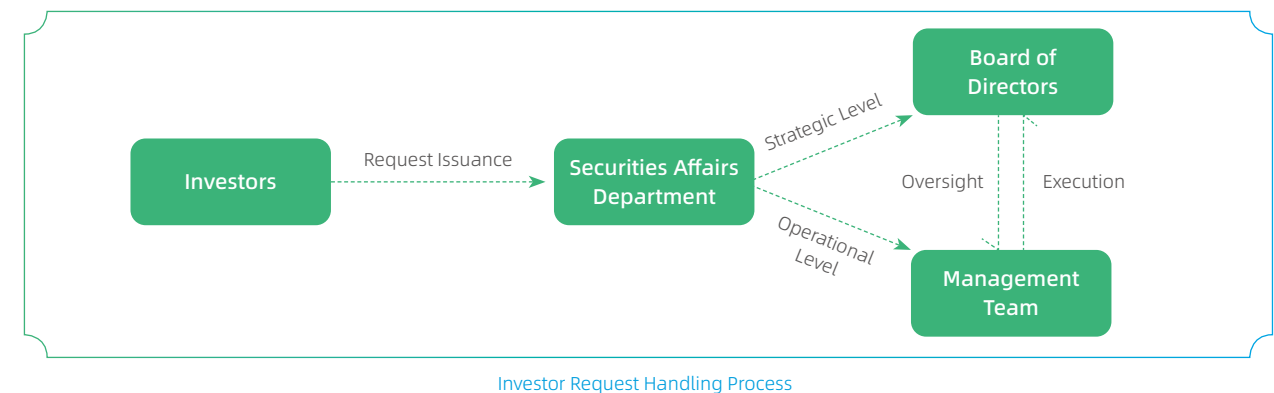 Board of
Directors
Strategic Level
Request Issuance
Investors
Securities Affairs
Department
Oversight
Execution
Operational
Level
Management
Team
Investor Request Handling Process